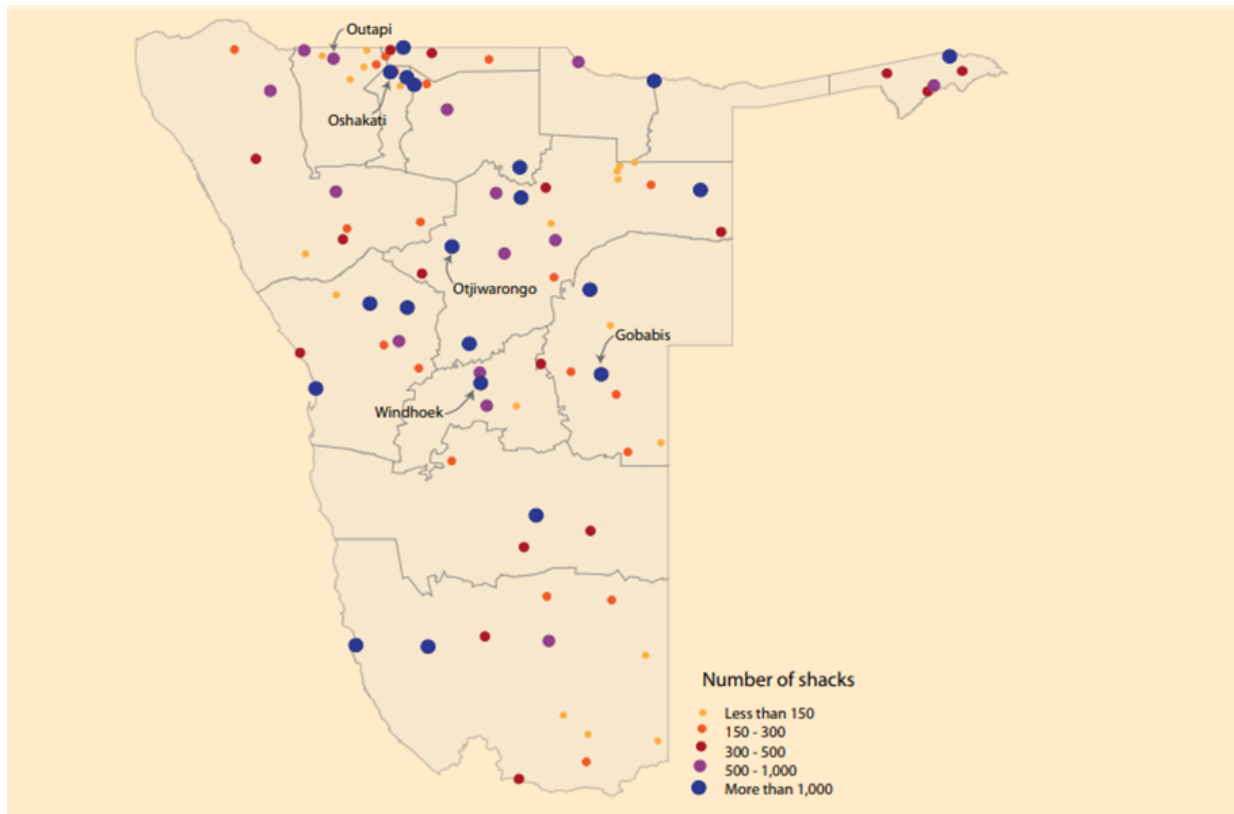 Outapi
Oshakati
Otjiwarongo
Gobabis
Windhoek
Number of shacks
Less than 150
150 - 300
300 - 500
500 - 1,000
More than 1,000